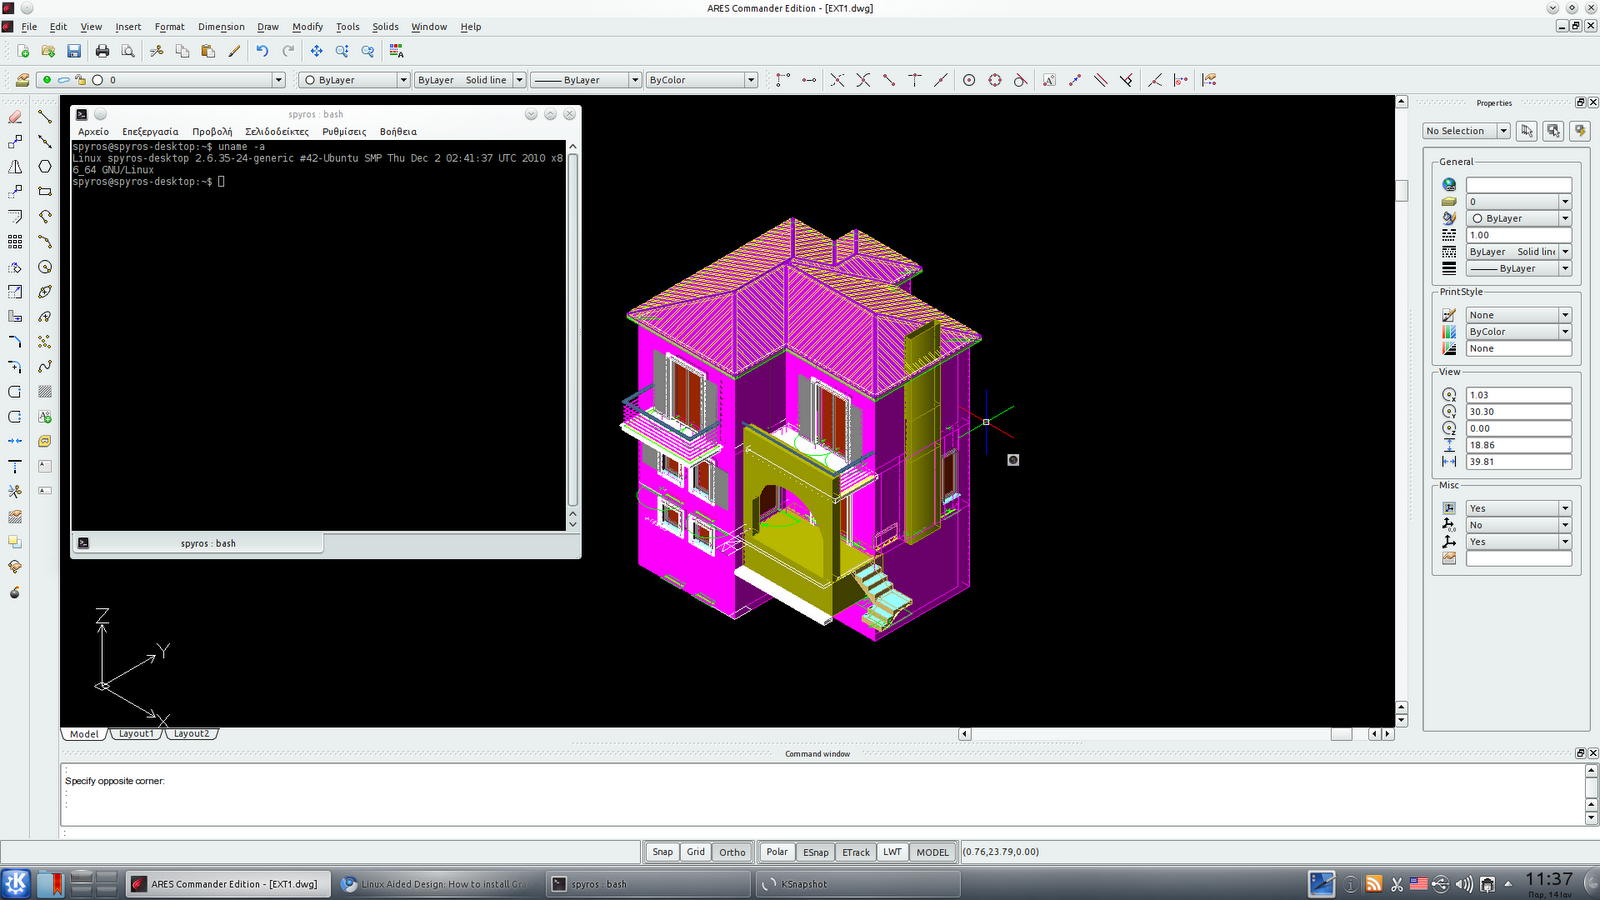 ARES Commander Edition - [EXT1.dwg]
File Edit View Insert Format Tools Dimension Draw Modify Tools Solids Window Help
0
ByLayer
ByLayer Solid line
ByLayer
ByColor
spyros : bash
Αρχείο Επεξεργασία Προβολή Σελιδοδείκτες Ρυθμίσεις Βοήθεια
spyros@spyros-desktop:~$ uname -a
Linux spyros-desktop 2.6.35-24-generic #42-Ubuntu SMP Thu Dec 2 02:41:37 UTC 2010 x8
6_64 GNU/Linux
spyros@spyros-desktop:~$
spyros : bash
Z
Y
X
Properties
No Selection
General
0
ByLayer
1.00
ByLayer Solid line
ByLayer
PrintStyle
None
ByColor
None
View
1.03
30.30
0.00
18.86
39.81
Misc
Yes
No
Yes
Model Layout1 Layout2
Command window
:
Specify opposite corner:
:
:
:
Snap Grid Ortho Polar ESnap ETrack LWT MODEL (0.76,23.79,0.00)
ARES Commander Edition - [EXT1.dwg]
Linux Aided Design: How to install Gra
spyros : bash
KSnapshot
11:37
Παρ, 14 Ιαν